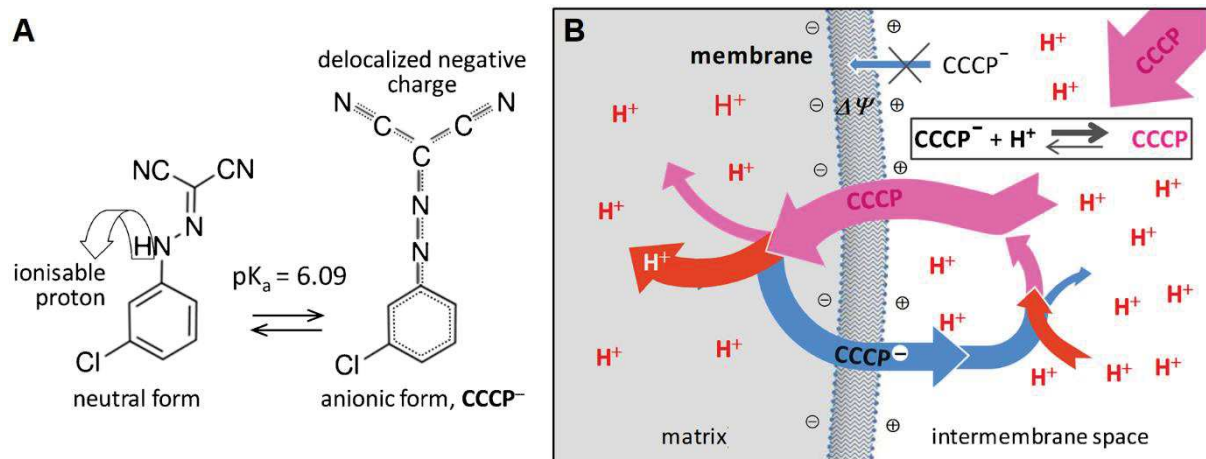 A
delocalized negative
charge
N
N
C
C
C
CN
CN
N
N
HN
N
ionisable
proton
pKa = 6.09
Cl
Cl
neutral form
anionic form, CCCP⁻
B
membrane
⊖
⊕
CCCP⁻
H⁺
CCCP
H⁺
H⁺
H⁺
⊖
ΔΨ
⊕
CCCP⁻ + H⁺
CCCP
⊖
⊕
H⁺
CCCP
H⁺
H⁺
H⁺
H⁺
H⁺
H⁺
⊖
⊕
H⁺
H⁺
H⁺
H⁺
H⁺
CCCP⊖
H⁺
H⁺
H⁺
⊖
⊕
matrix
intermembrane space